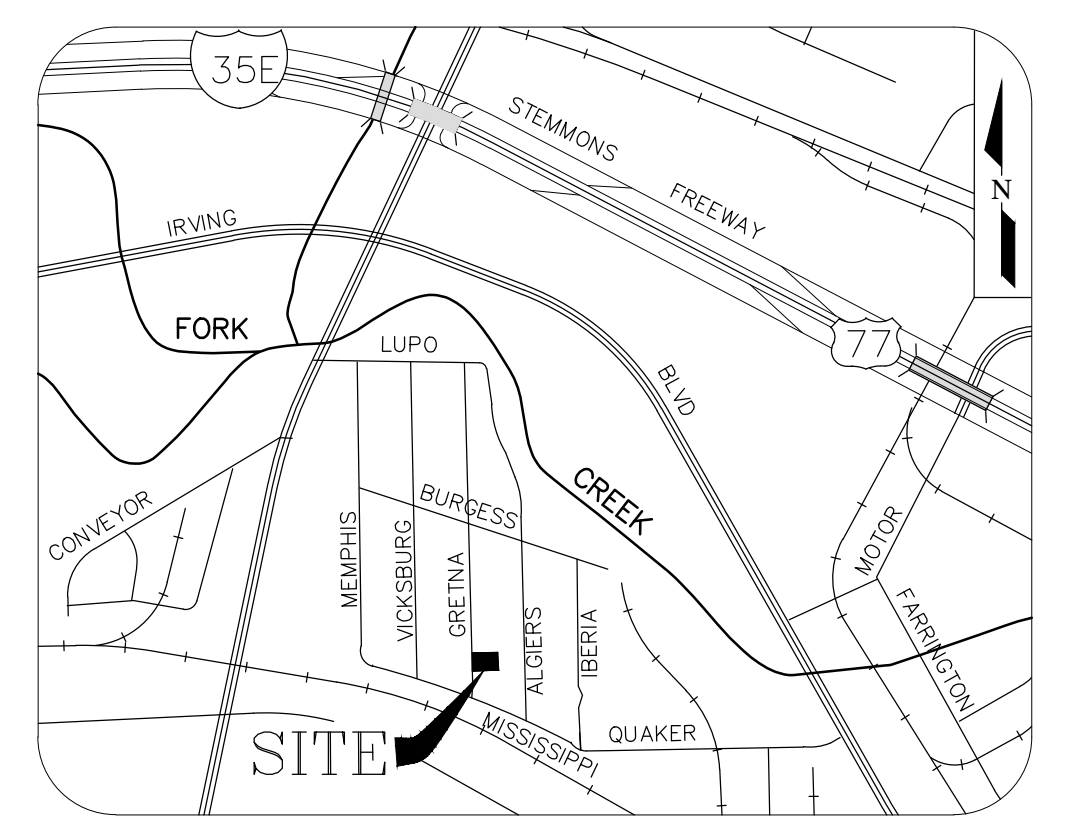 35E
STEMMONS
FREEWAY
N
IRVING
FORK
LUPO
77
BLVD
CREEK
BURGESS
CONVEYOR
MEMPHIS
VICKSBURG
GRETNA
ALGIERS
IBERIA
MOTOR
FARRINGTON
SITE
MISSISSIPPI
QUAKER